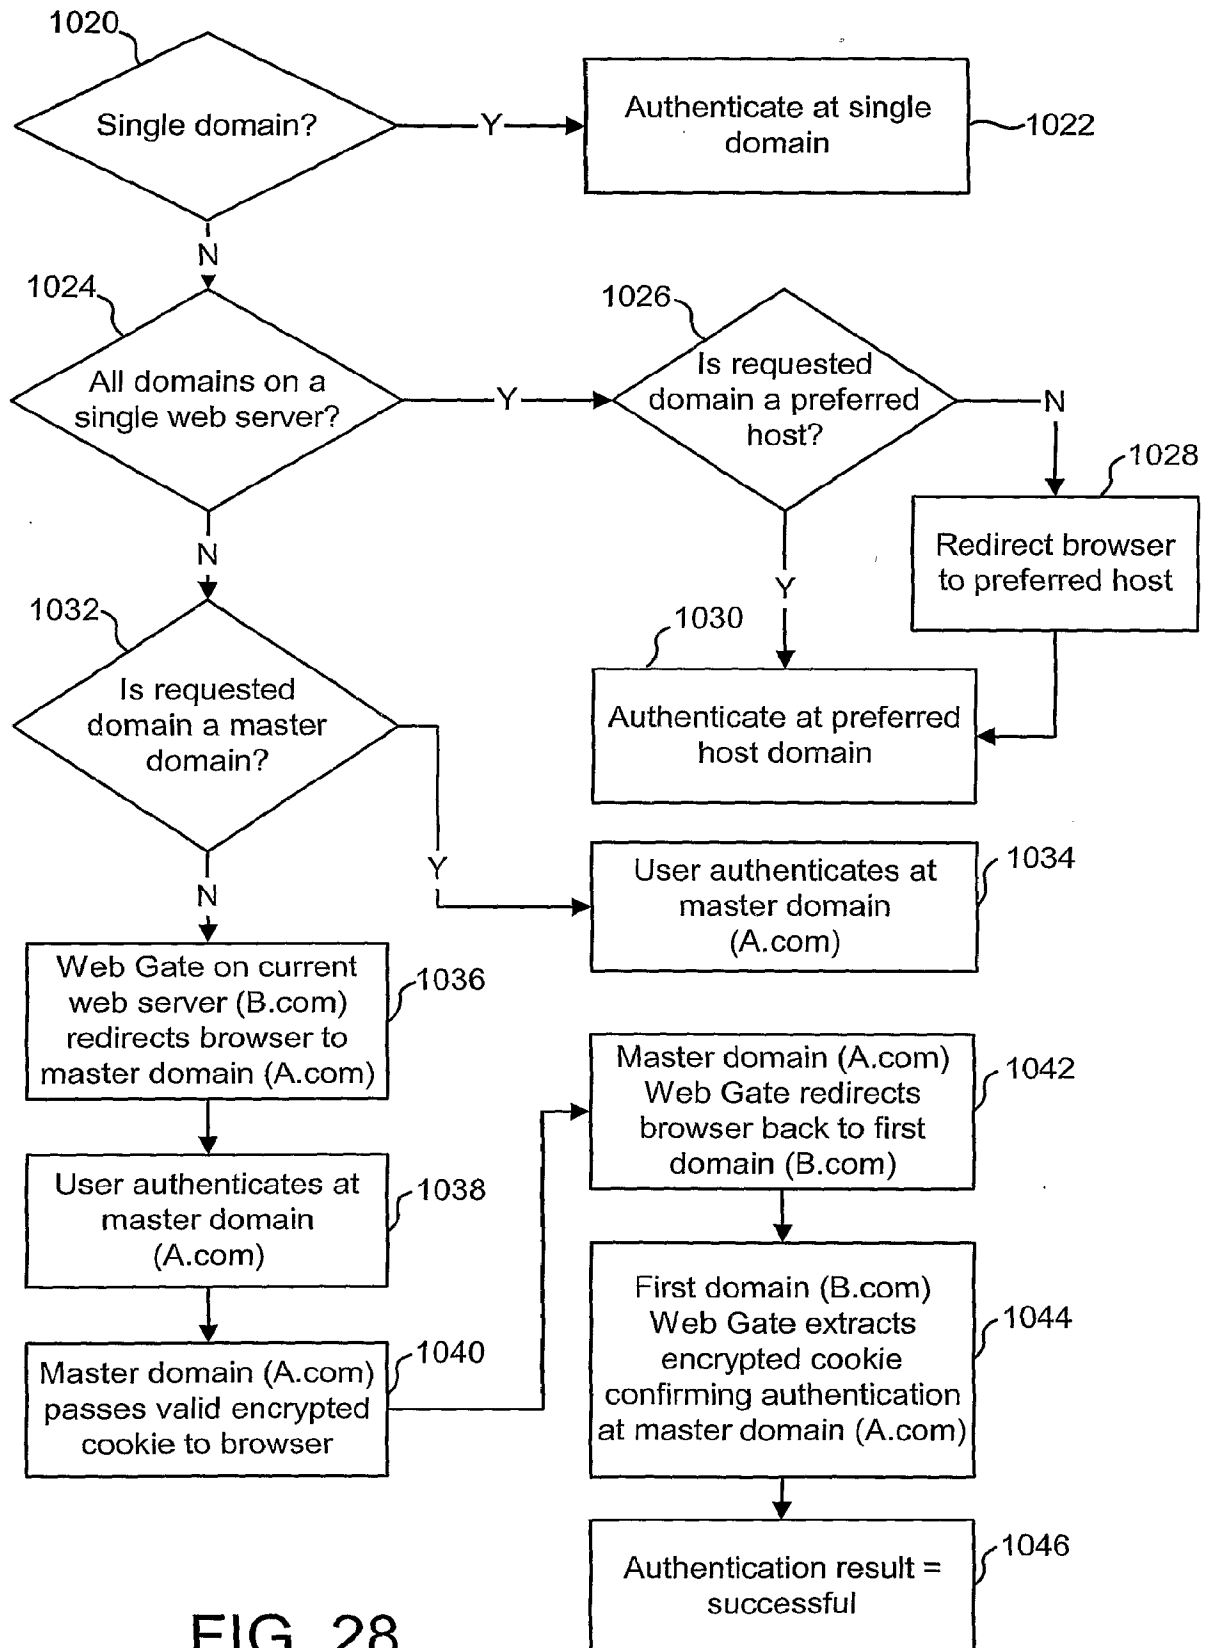 1020
Single domain?
Y
Authenticate at single
domain
1022
N
1024
All domains on a
single web server?
Y
1026
Is requested
domain a preferred
host?
N
1028
Redirect browser
to preferred host
Y
1030
Authenticate at preferred
host domain
N
1032
Is requested
domain a master
domain?
Y
1034
User authenticates at
master domain
(A.com)
N
Web Gate on current
web server (B.com)
redirects browser to
master domain (A.com)
1036
User authenticates at
master domain
(A.com)
1038
Master domain (A.com)
passes valid encrypted
cookie to browser
1040
Master domain (A.com)
Web Gate redirects
browser back to first
domain (B.com)
1042
First domain (B.com)
Web Gate extracts
encrypted cookie
confirming authentication
at master domain (A.com)
1044
Authentication result =
successful
1046
FIG. 28